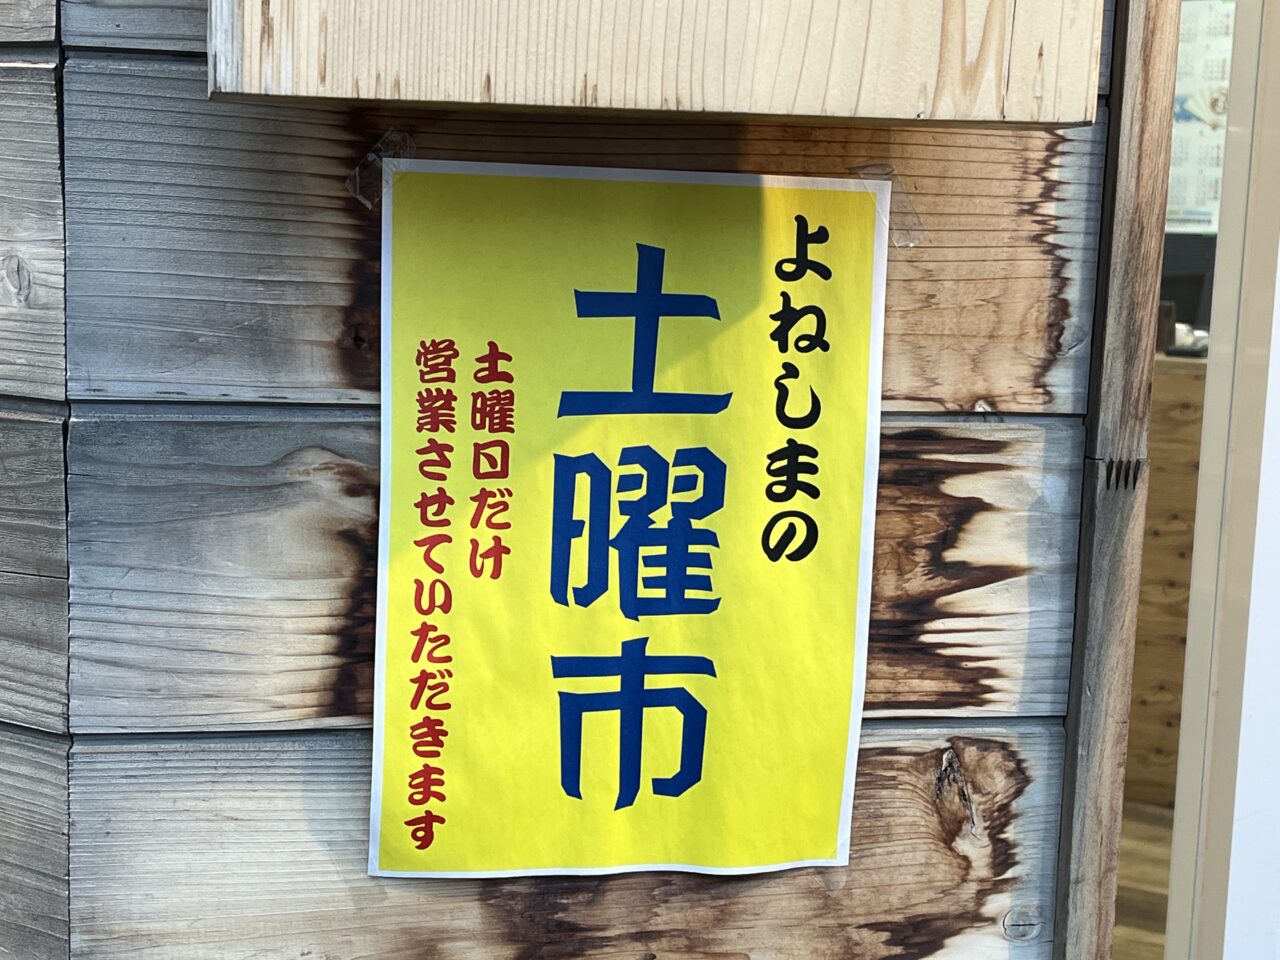 よねしまの
土曜市
土曜日だけ
営業させていただきます